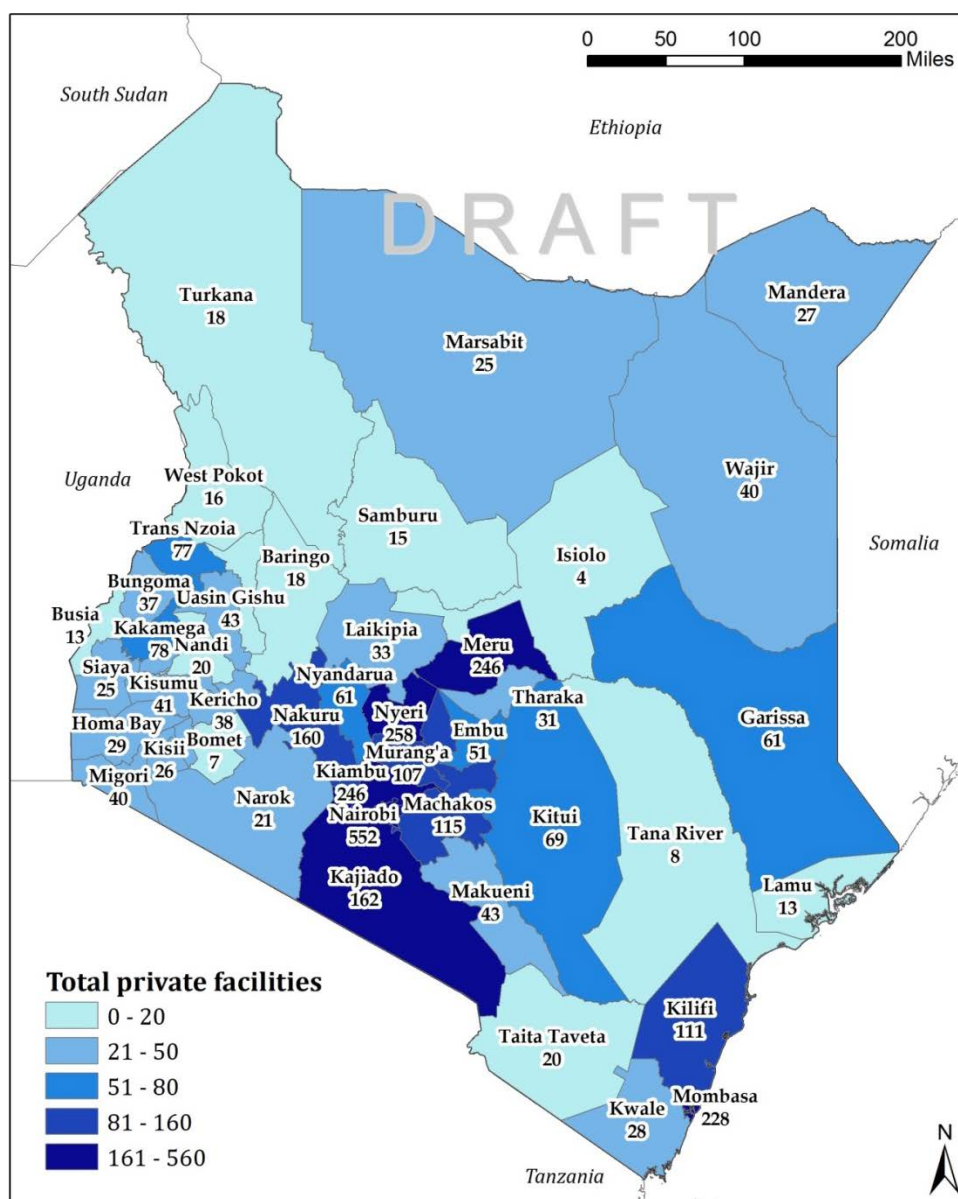 0 50 100 200
Miles
South Sudan
Ethiopia
DRAFT
Turkana
18
Mandera
27
Marsabit
25
Uganda
West Pokot
16
Wajir
40
Samburu
15
Trans Nzoia
77
Baringo
18
Isiolo
4
Somalia
Bungoma
37
Uasin Gishu
43
Busia
13
Kakamega
78
Nandi
20
Laikipia
33
Meru
246
Siaya
25
Kisumu
41
Kericho
38
Nyandarua
61
Tharaka
31
Nakuru
160
Nyeri
258
Embu
51
Garissa
61
Homa Bay
29
Kisii
26
Bomet
7
Murang'a
107
Migori
40
Narok
21
Kiambu
246
Machakos
115
Nairobi
552
Kitui
69
Tana River
8
Kajiado
162
Makueni
43
Lamu
13
Total private facilities
0 - 20
21 - 50
51 - 80
81 - 160
161 - 560
Kilifi
111
Taita Taveta
20
Mombasa
228
Kwale
28
Tanzania
N